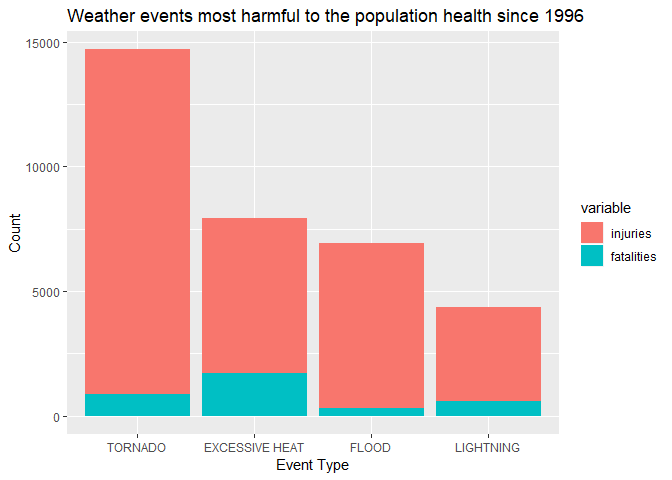 Weather events most harmful to the population health since 1996
15000
10000
5000
0
Count
TORNADO
EXCESSIVE HEAT
FLOOD
LIGHTNING
Event Type
variable
injuries
fatalities